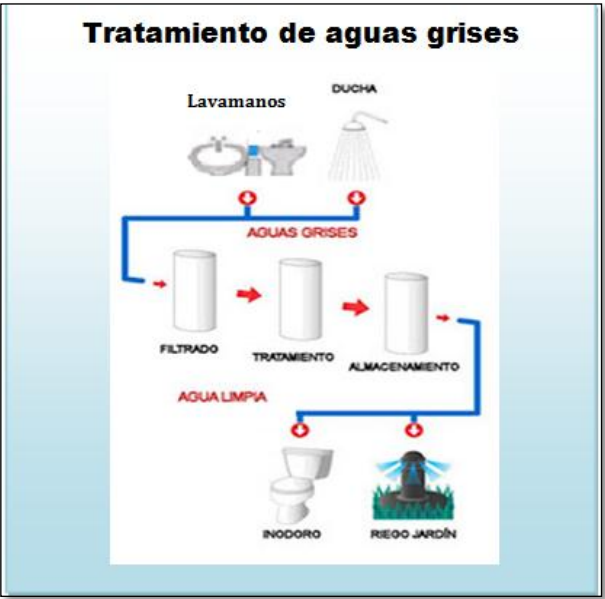 Tratamiento de aguas grises
Lavamanos
DUCHA
AGUAS GRISES
FILTRADO
TRATAMIENTO
ALMACENAMIENTO
AGUA LIMPIA
INODORO
RIEGO JARDÍN